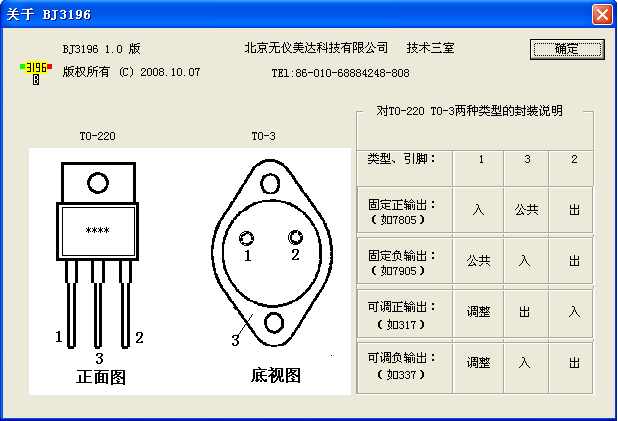 关于 BJ3196
BJ3196 1.0 版
北京无仪美达科技有限公司 技术三室
确定
3196
B
版权所有 (C) 2008.10.07
TEL:86-010-68884248-808
对TO-220 TO-3两种类型的封装说明
TO-220
TO-3
类型、引脚： 1 3 2
固定正输出：
（如7805）
入 公共 出
固定负输出：
（如7905）
公共 入 出
可调正输出：
（如317）
调整 出 入
可调负输出：
（如337）
调整 入 出
****
1 2
3
正面图
1 2
3
底视图